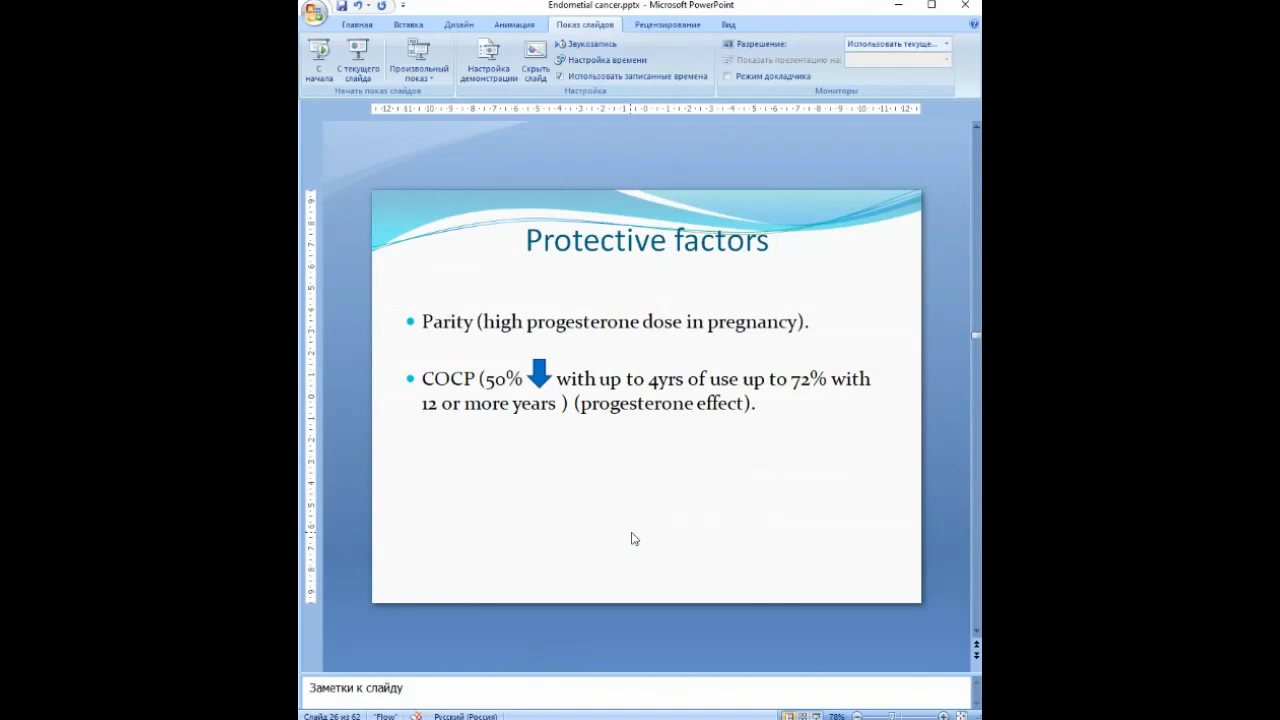 Endometial cancer.pptx - Microsoft PowerPoint
Главная Вставка Дизайн Анимация Показ слайдов Рецензирование Вид
С начала
С текущего слайда
Произвольный показ
Настройка демонстрации
Скрыть слайд
Звукозапись
Настройка времени
Использовать записанные времена
Разрешение: Использовать текуще...
Показать презентацию на:
Режим докладчика
Начать показ слайдов Настройка Мониторы
Protective factors
Parity (high progesterone dose in pregnancy).
COCP (50% with up to 4yrs of use up to 72% with
12 or more years ) (progesterone effect).
Заметки к слайду
Слайд 26 из 62 "Flow" Русский (Россия) 78%